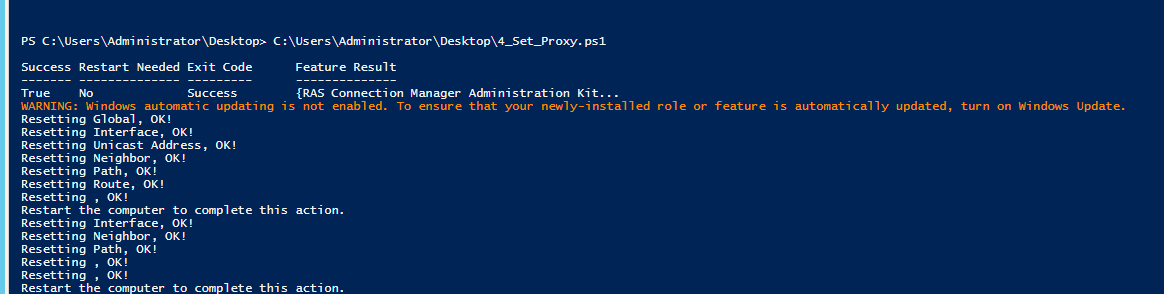 PS C:\Users\Administrator\Desktop> C:\Users\Administrator\Desktop\4_Set_Proxy.ps1
Success Restart Needed Exit Code      Feature Result
------- -------------- ---------      --------------
True    No             Success        {RAS Connection Manager Administration Kit...
WARNING: Windows automatic updating is not enabled. To ensure that your newly-installed role or feature is automatically updated, turn on Windows Update.
Resetting Global, OK!
Resetting Interface, OK!
Resetting Unicast Address, OK!
Resetting Neighbor, OK!
Resetting Path, OK!
Resetting Route, OK!
Resetting , OK!
Restart the computer to complete this action.
Resetting Interface, OK!
Resetting Neighbor, OK!
Resetting Path, OK!
Resetting , OK!
Resetting , OK!
Restart the computer to complete this action.